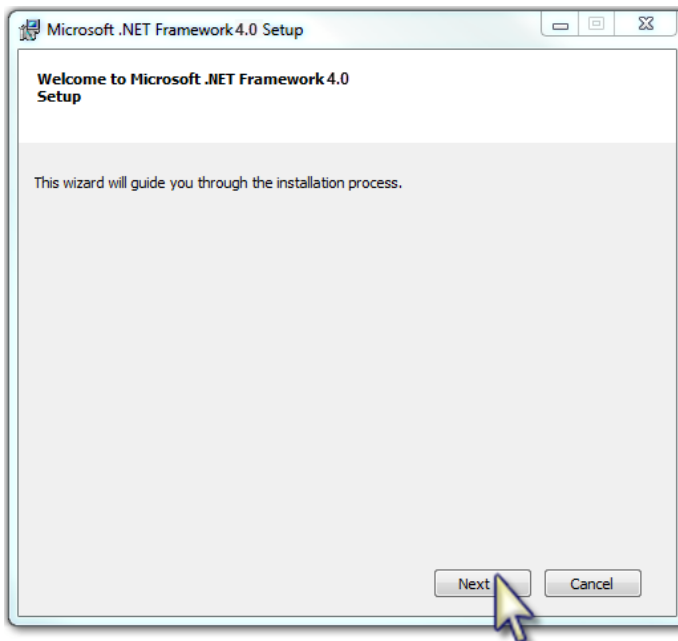 Microsoft .NET Framework 4.0 Setup
Welcome to Microsoft .NET Framework 4.0
Setup
This wizard will guide you through the installation process.
Next
Cancel